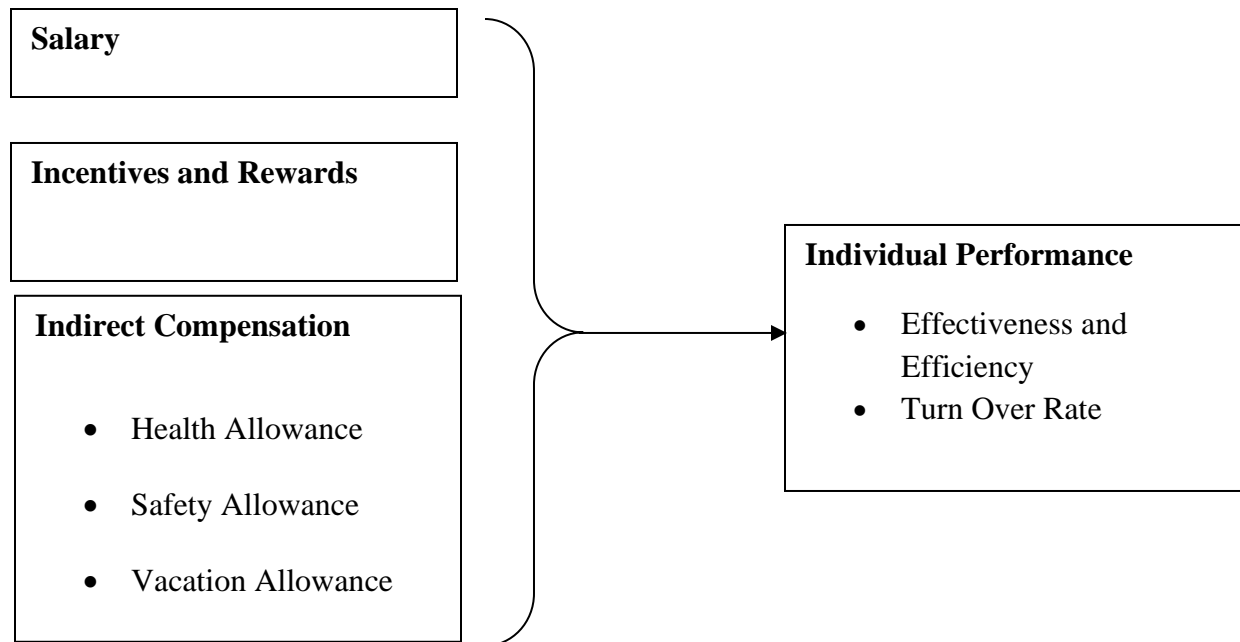 Salary
Incentives and Rewards
Indirect Compensation
• Health Allowance
• Safety Allowance
• Vacation Allowance
Individual Performance
• Effectiveness and
Efficiency
• Turn Over Rate